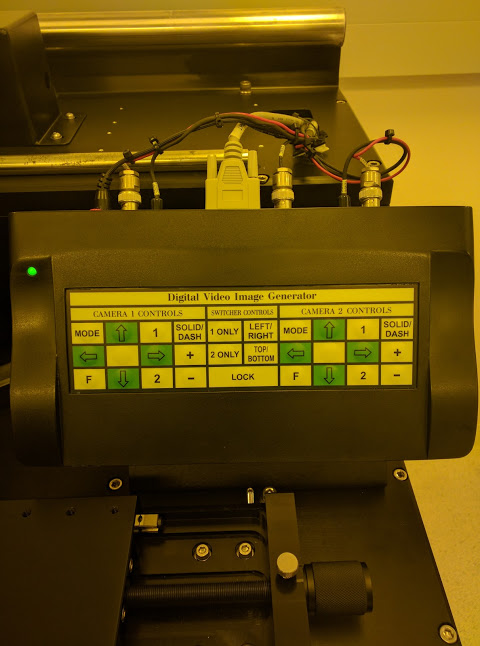 Digital Video Image Generator
CAMERA 1 CONTROLS SWITCHER CONTROLS CAMERA 2 CONTROLS
MODE 1 SOLID/DASH 1 ONLY LEFT/RIGHT MODE 1 SOLID/DASH
+ 2 ONLY TOP/BOTTOM +
F 2 − LOCK F 2 −